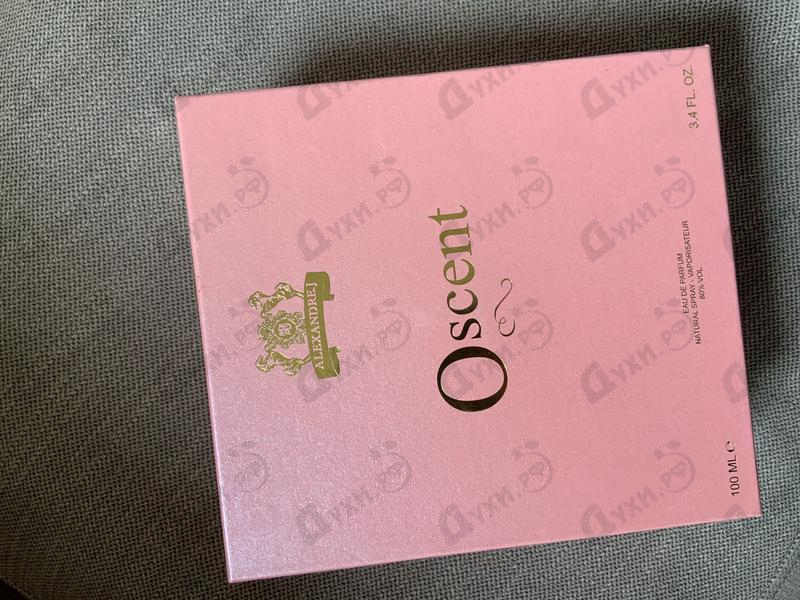 ALEXANDRE.J
Oscent
EAU DE PARFUM
NATURAL SPRAY - VAPORISATEUR
80% VOL
100 ML ℮
3.4 FL. OZ.
Духи.рф